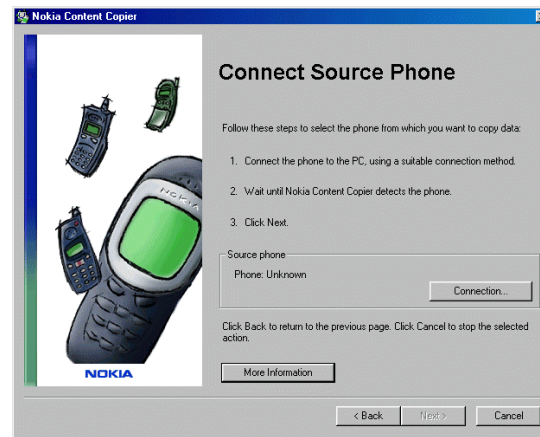 Nokia Content Copier
Connect Source Phone
Follow these steps to select the phone from which you want to copy data:
1. Connect the phone to the PC, using a suitable connection method.
2. Wait until Nokia Content Copier detects the phone.
3. Click Next.
Source phone
Phone: Unknown
Connection...
Click Back to return to the previous page. Click Cancel to stop the selected
action.
More Information
NOKIA
NOKIA
< Back
Next >
Cancel